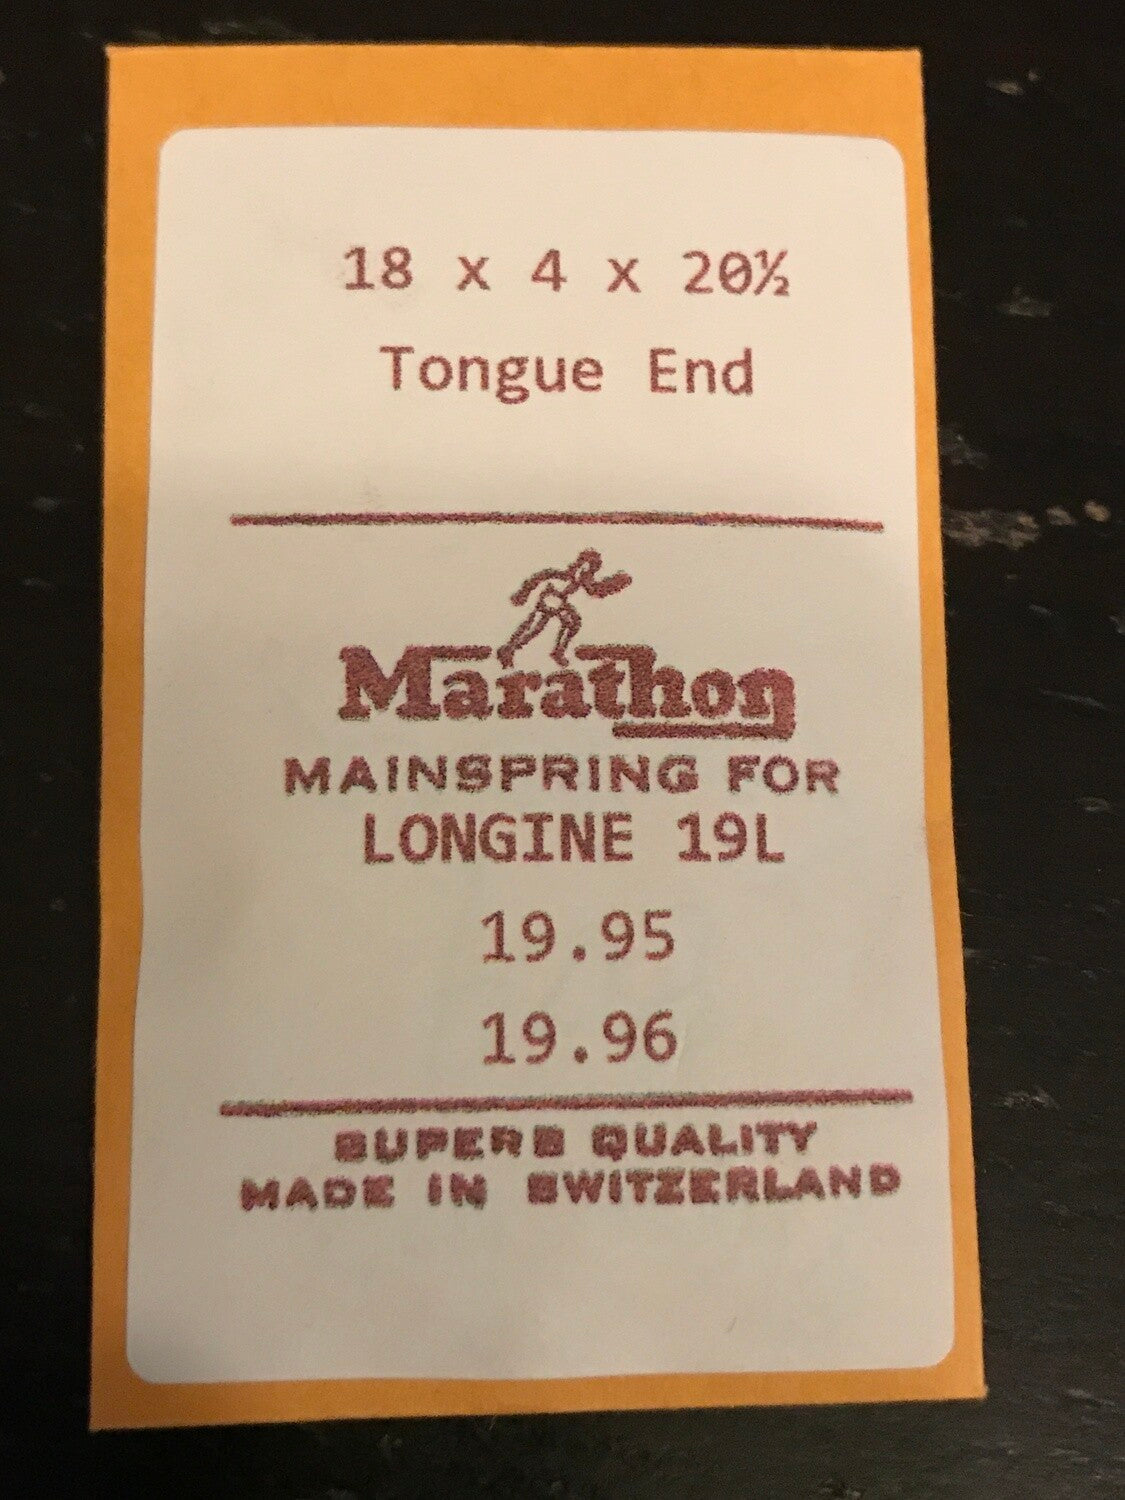 18 x 4 x 20½
Tongue End
Marathon
MAINSPRING FOR
LONGINE 19L
19.95
19.96
SUPERB QUALITY
MADE IN SWITZERLAND